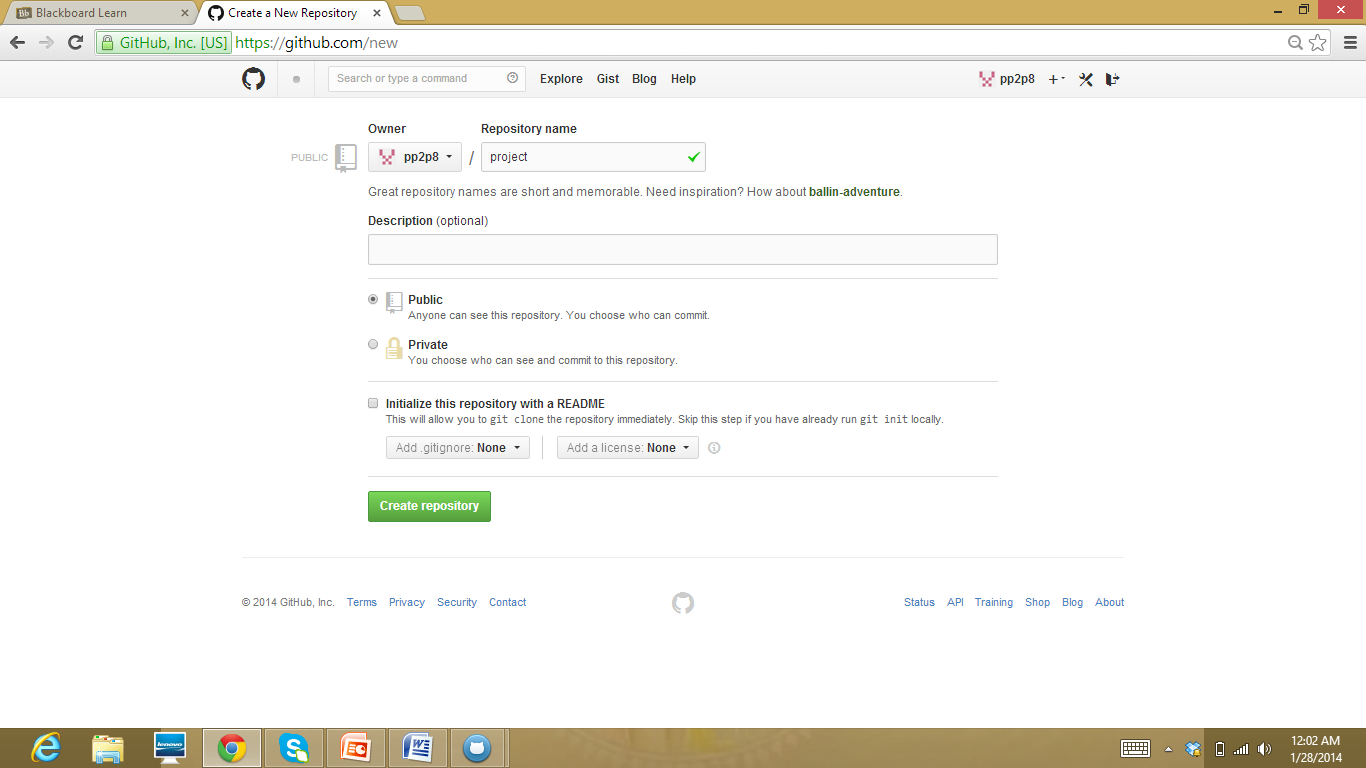 Blackboard Learn
Create a New Repository
GitHub, Inc. [US] https://github.com/new
Search or type a command
Explore Gist Blog Help
pp2p8
Owner Repository name
PUBLIC pp2p8 / project
Great repository names are short and memorable. Need inspiration? How about ballin-adventure.
Description (optional)
Public
Anyone can see this repository. You choose who can commit.
Private
You choose who can see and commit to this repository.
Initialize this repository with a README
This will allow you to git clone the repository immediately. Skip this step if you have already run git init locally.
Add .gitignore: None Add a license: None
Create repository
© 2014 GitHub, Inc. Terms Privacy Security Contact Status API Training Shop Blog About
lenovo
12:02 AM
1/28/2014